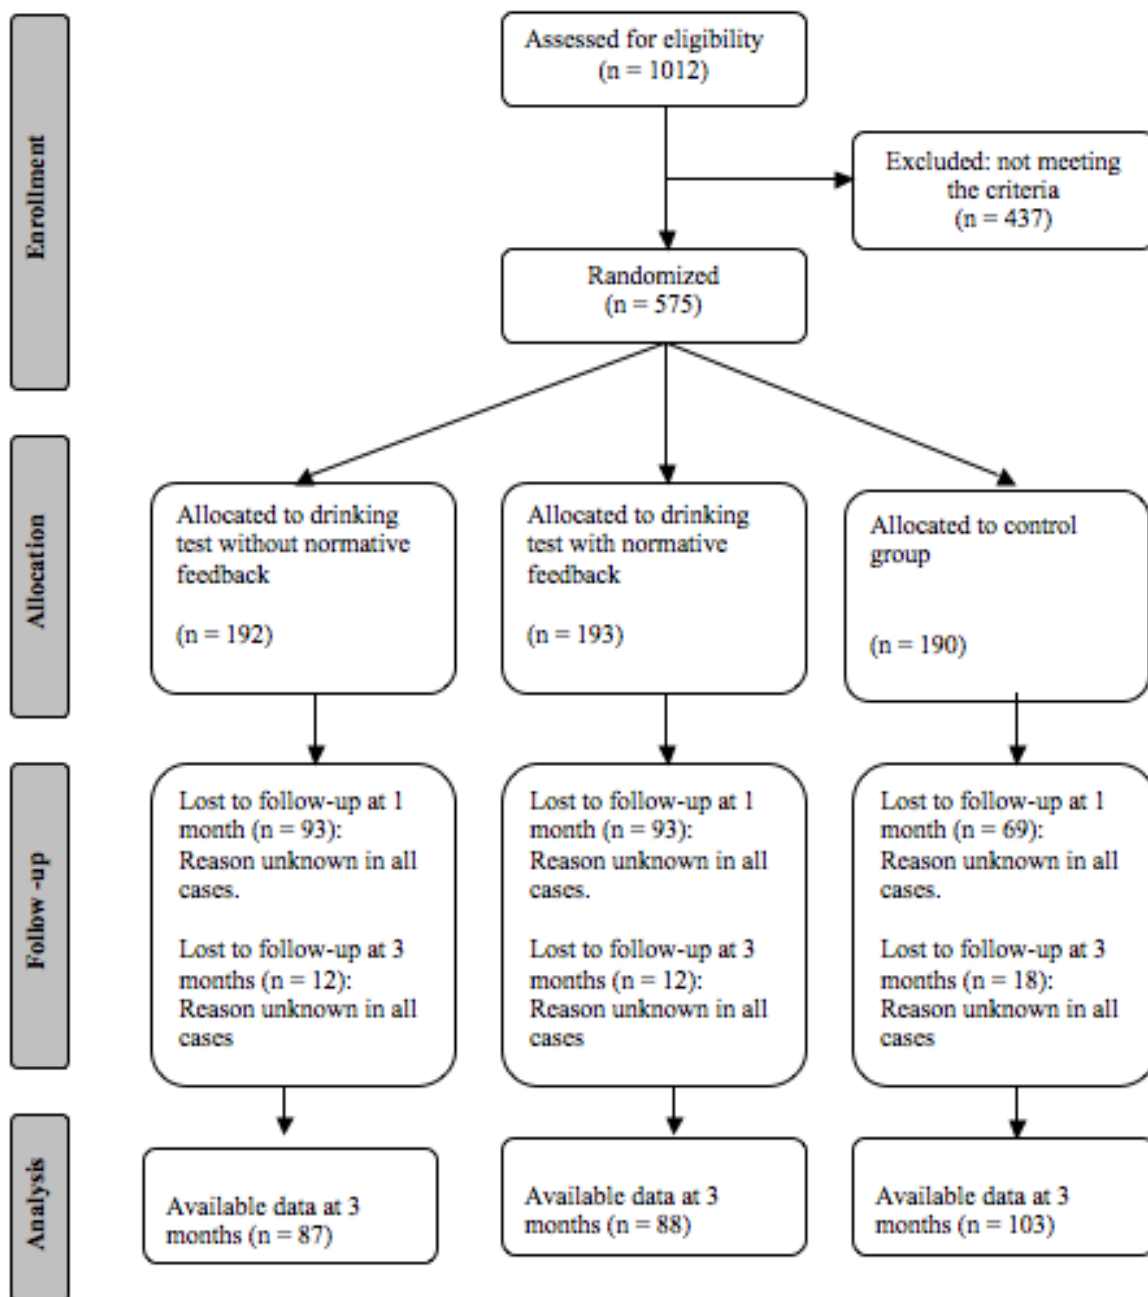 Enrollment
Assessed for eligibility
(n = 1012)
Excluded: not meeting
the criteria
(n = 437)
Randomized
(n = 575)
Allocation
Allocated to drinking
test without normative
feedback
(n = 192)
Allocated to drinking
test with normative
feedback
(n = 193)
Allocated to control
group
(n = 190)
Follow -up
Lost to follow-up at 1
month (n = 93):
Reason unknown in all
cases.
Lost to follow-up at 3
months (n = 12):
Reason unknown in all
cases
Lost to follow-up at 1
month (n = 93):
Reason unknown in all
cases.
Lost to follow-up at 3
months (n = 12):
Reason unknown in all
cases
Lost to follow-up at 1
month (n = 69):
Reason unknown in all
cases.
Lost to follow-up at 3
months (n = 18):
Reason unknown in all
cases
Analysis
Available data at 3
months (n = 87)
Available data at 3
months (n = 88)
Available data at 3
months (n = 103)